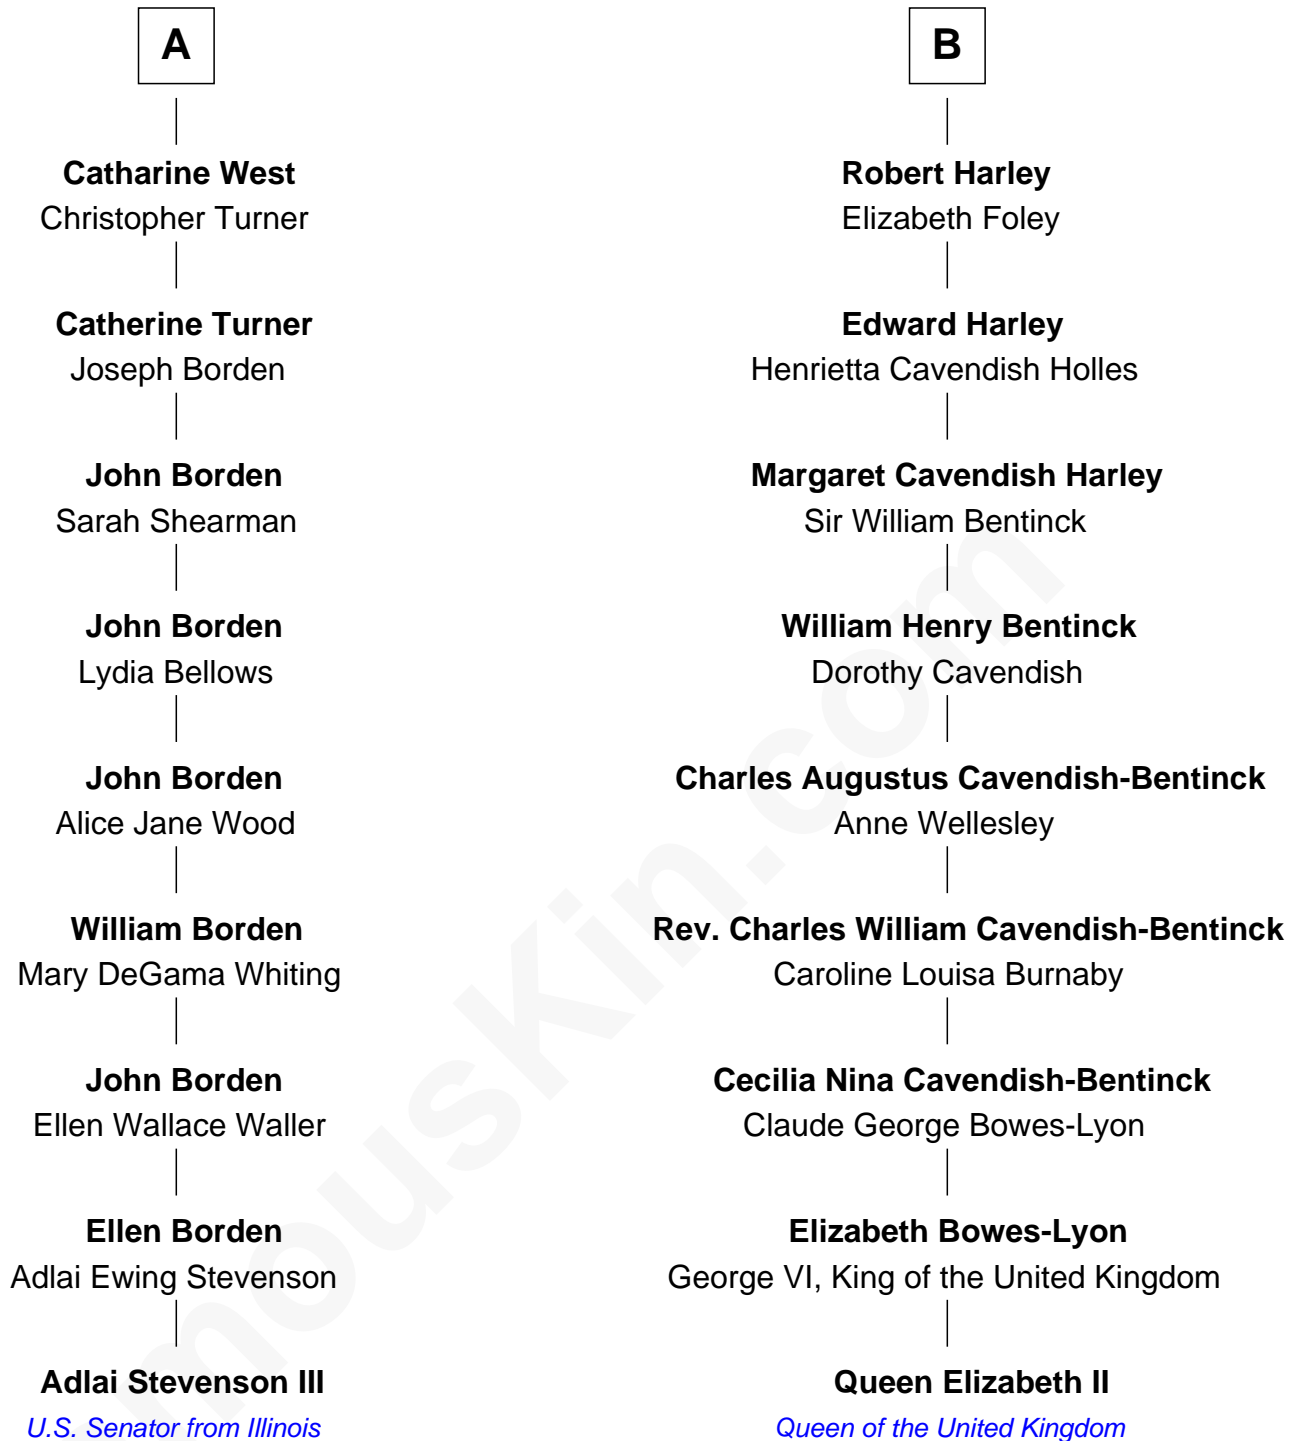 A
Catharine West
Christopher Turner
Catherine Turner
Joseph Borden
John Borden
Sarah Shearman
John Borden
Lydia Bellows
John Borden
Alice Jane Wood
William Borden
Mary DeGama Whiting
John Borden
Ellen Wallace Waller
Ellen Borden
Adlai Ewing Stevenson
Adlai Stevenson III
U.S. Senator from Illinois
B
Robert Harley
Elizabeth Foley
Edward Harley
Henrietta Cavendish Holles
Margaret Cavendish Harley
Sir William Bentinck
William Henry Bentinck
Dorothy Cavendish
Charles Augustus Cavendish-Bentinck
Anne Wellesley
Rev. Charles William Cavendish-Bentinck
Caroline Louisa Burnaby
Cecilia Nina Cavendish-Bentinck
Claude George Bowes-Lyon
Elizabeth Bowes-Lyon
George VI, King of the United Kingdom
Queen Elizabeth II
Queen of the United Kingdom
mousKin.com